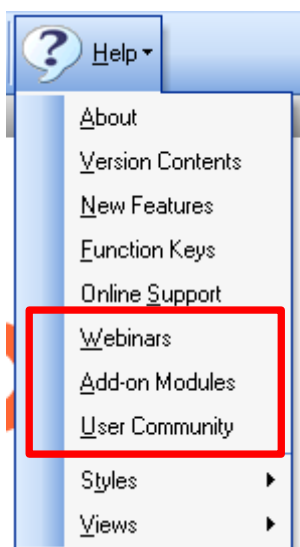 Help
About
Version Contents
New Features
Function Keys
Online Support
Webinars
Add-on Modules
User Community
Styles
Views